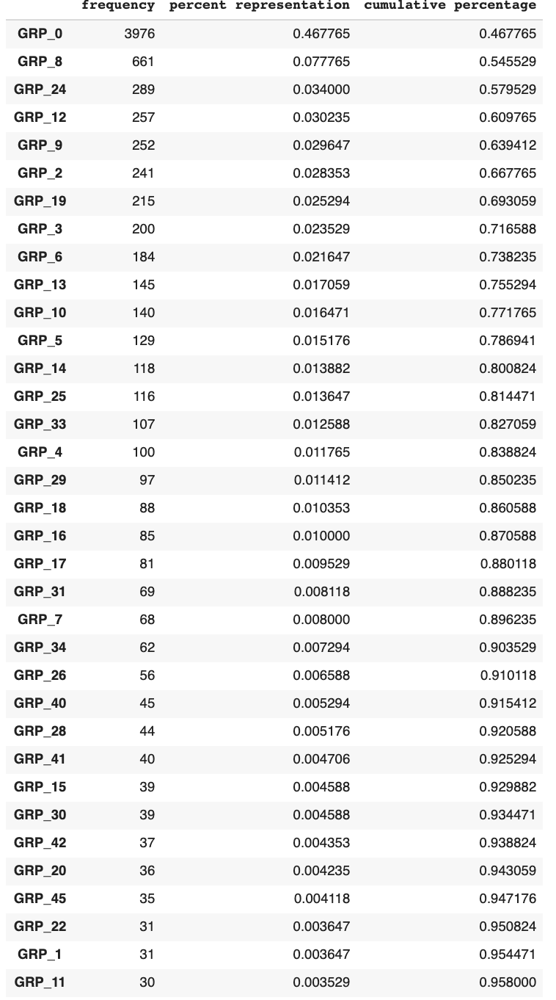 frequency percent representation cumulative percentage
GRP_0 3976 0.467765 0.467765
GRP_8 661 0.077765 0.545529
GRP_24 289 0.034000 0.579529
GRP_12 257 0.030235 0.609765
GRP_9 252 0.029647 0.639412
GRP_2 241 0.028353 0.667765
GRP_19 215 0.025294 0.693059
GRP_3 200 0.023529 0.716588
GRP_6 184 0.021647 0.738235
GRP_13 145 0.017059 0.755294
GRP_10 140 0.016471 0.771765
GRP_5 129 0.015176 0.786941
GRP_14 118 0.013882 0.800824
GRP_25 116 0.013647 0.814471
GRP_33 107 0.012588 0.827059
GRP_4 100 0.011765 0.838824
GRP_29 97 0.011412 0.850235
GRP_18 88 0.010353 0.860588
GRP_16 85 0.010000 0.870588
GRP_17 81 0.009529 0.880118
GRP_31 69 0.008118 0.888235
GRP_7 68 0.008000 0.896235
GRP_34 62 0.007294 0.903529
GRP_26 56 0.006588 0.910118
GRP_40 45 0.005294 0.915412
GRP_28 44 0.005176 0.920588
GRP_41 40 0.004706 0.925294
GRP_15 39 0.004588 0.929882
GRP_30 39 0.004588 0.934471
GRP_42 37 0.004353 0.938824
GRP_20 36 0.004235 0.943059
GRP_45 35 0.004118 0.947176
GRP_22 31 0.003647 0.950824
GRP_1 31 0.003647 0.954471
GRP_11 30 0.003529 0.958000